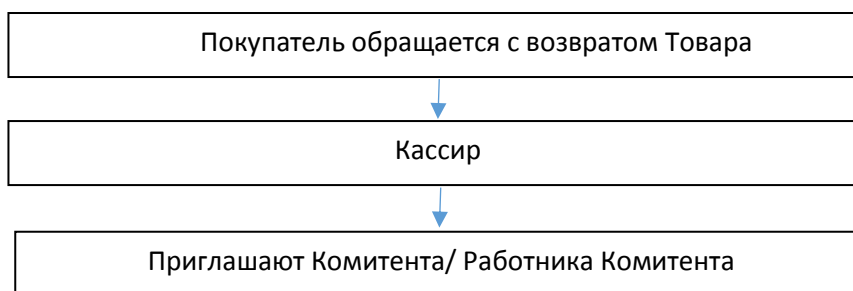 Покупатель обращается с возвратом Товара
Кассир
Приглашают Комитента/ Работника Комитента